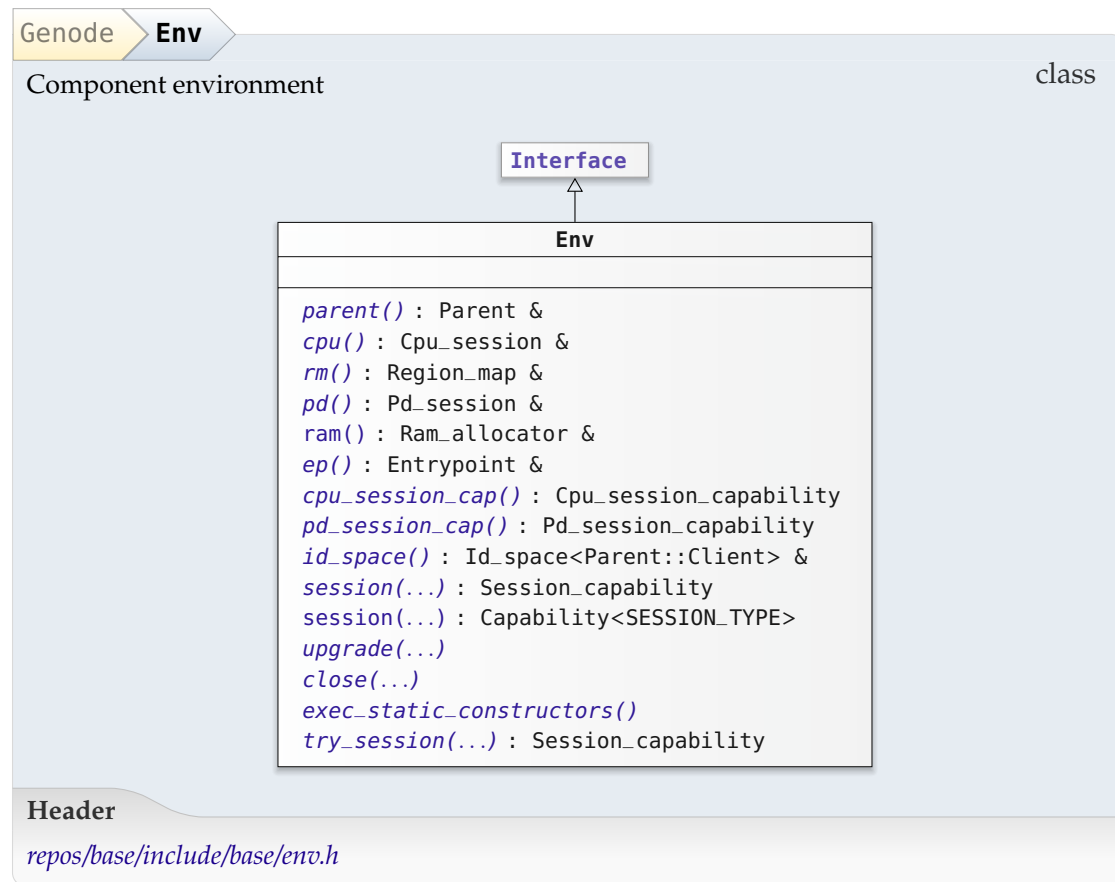 Genode Env
Component environment
class
Interface
Env
parent() : Parent &
cpu() : Cpu_session &
rm() : Region_map &
pd() : Pd_session &
ram() : Ram_allocator &
ep() : Entrypoint &
cpu_session_cap() : Cpu_session_capability
pd_session_cap() : Pd_session_capability
id_space() : Id_space<Parent::Client> &
session(...) : Session_capability
session(...) : Capability<SESSION_TYPE>
upgrade(...)
close(...)
exec_static_constructors()
try_session(...) : Session_capability
Header
repos/base/include/base/env.h